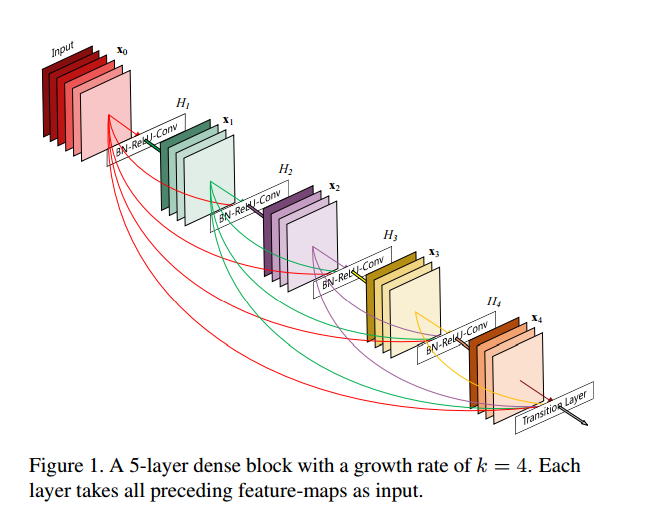 Input
x₀
H₁
BN-ReLU-Conv
x₁
H₂
BN-ReLU-Conv
x₂
H₃
BN-ReLU-Conv
x₃
H₄
BN-ReLU-Conv
x₄
Transition Layer
Figure 1. A 5-layer dense block with a growth rate of k = 4. Each
layer takes all preceding feature-maps as input.